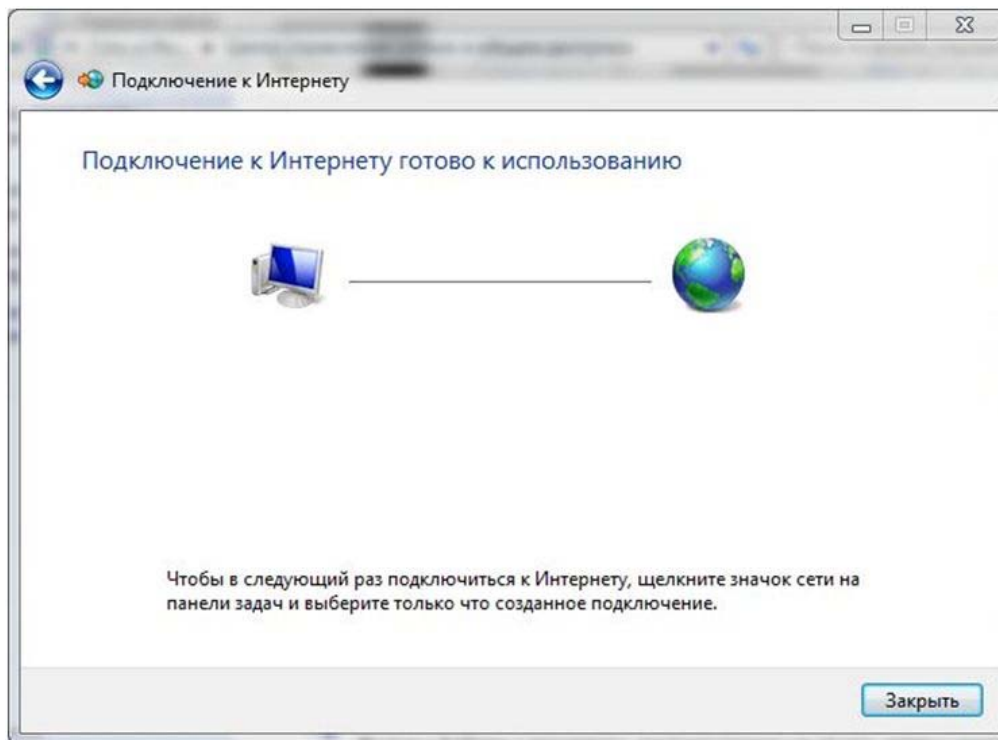 Подключение к Интернету
Подключение к Интернету готово к использованию
Чтобы в следующий раз подключиться к Интернету, щелкните значок сети на
панели задач и выберите только что созданное подключение.
Закрыть